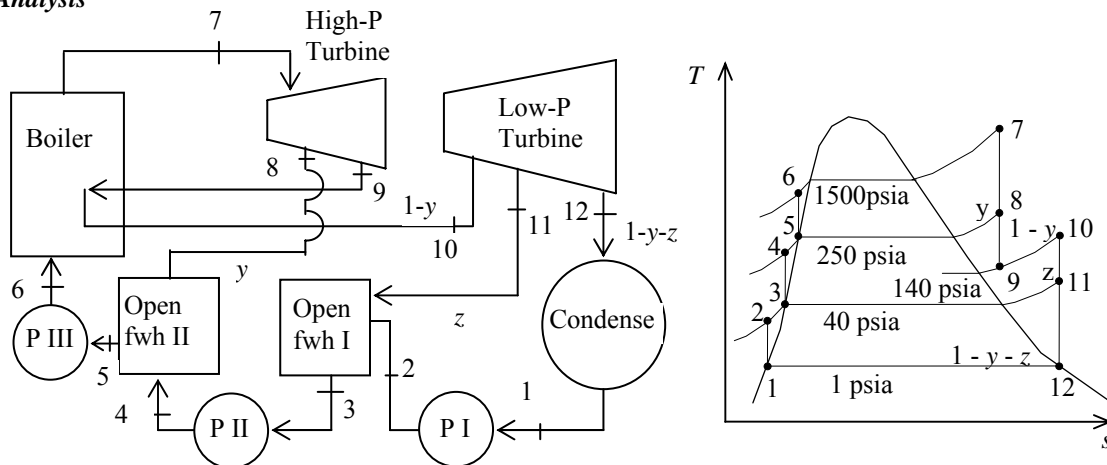 Analysis
7
High-P
Turbine
Boiler
Low-P
Turbine
8
9
1-y
10
11
12
1-y-z
y
z
6
P III
5
Open
fwh II
4
P II
Open
fwh I
3
2
P I
1
Condense
T
7
6
1500psia
8
y
5
1 - y
10
4
250 psia
z
11
9
140 psia
3
2
40 psia
1 - y - z
1
1 psia
12
s